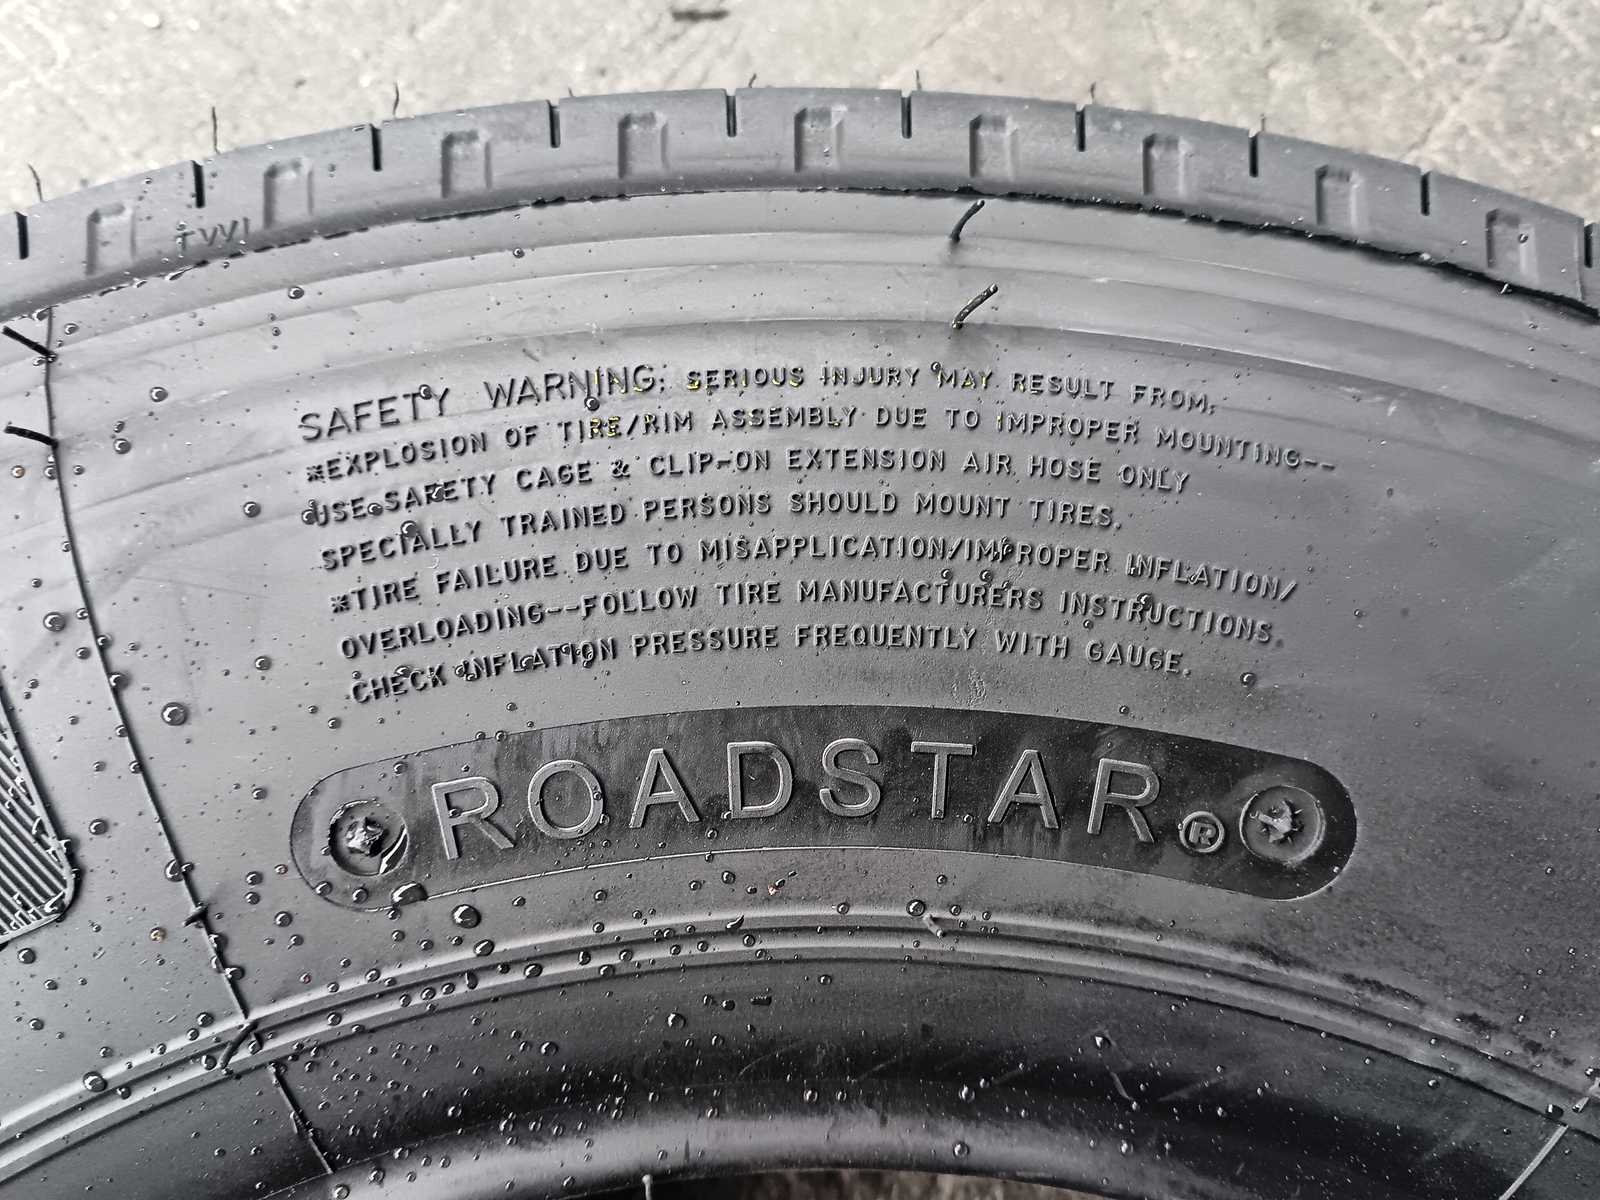 TWI
SAFETY WARNING: SERIOUS INJURY MAY RESULT FROM:
*EXPLOSION OF TIRE/RIM ASSEMBLY DUE TO IMPROPER MOUNTING--
USE SAFETY CAGE & CLIP-ON EXTENSION AIR HOSE ONLY
SPECIALLY TRAINED PERSONS SHOULD MOUNT TIRES.
*TIRE FAILURE DUE TO MISAPPLICATION/IMPROPER INFLATION/
OVERLOADING--FOLLOW TIRE MANUFACTURERS INSTRUCTIONS.
CHECK INFLATION PRESSURE FREQUENTLY WITH GAUGE.
ROADSTAR®